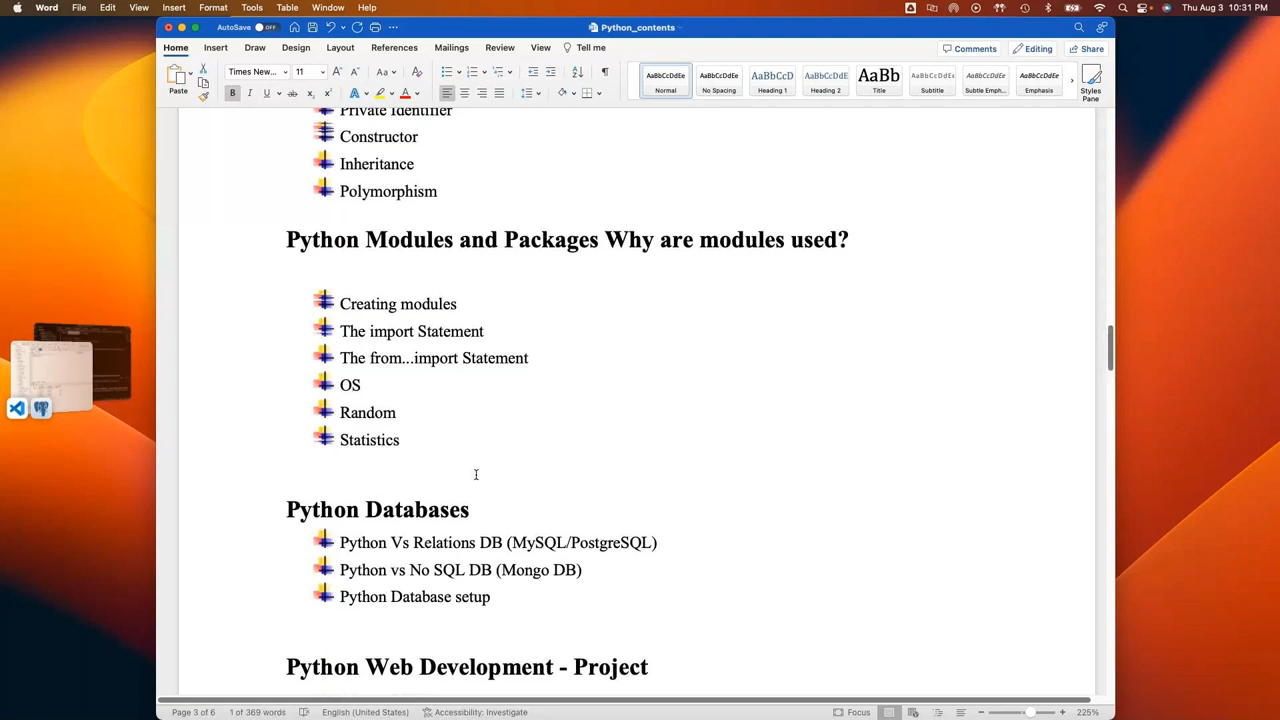 Word File Edit View Insert Format Tools Table Window Help Thu Aug 3 10:31 PM
AutoSave OFF Python_contents
Home Insert Draw Design Layout References Mailings Review View Tell me Comments Editing Share
Paste Times New... 11 AaBbCcDdEe AaBbCcDdEe AaBbCcD AaBbCcDdE AaBb AaBbCcDdEe AaBbCcDdEe AaBbCcDdEe
Normal No Spacing Heading 1 Heading 2 Title Subtitle Subtle Emph... Emphasis Styles Pane
Private Identifier
Constructor
Inheritance
Polymorphism
Python Modules and Packages Why are modules used?
Creating modules
The import Statement
The from...import Statement
OS
Random
Statistics
Python Databases
Python Vs Relations DB (MySQL/PostgreSQL)
Python vs No SQL DB (Mongo DB)
Python Database setup
Python Web Development - Project
Page 3 of 6 1 of 369 words English (United States) Accessibility: Investigate Focus 225%